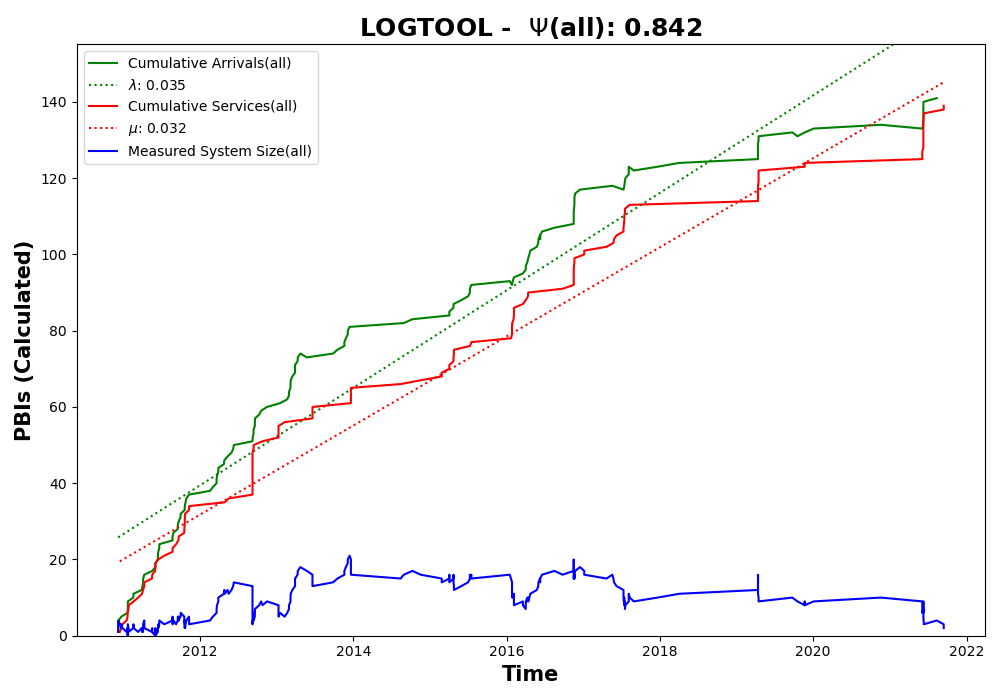 LOGTOOL -  Ψ(all): 0.842
Cumulative Arrivals(all)
λ: 0.035
Cumulative Services(all)
μ: 0.032
Measured System Size(all)
PBIs (Calculated)
140
120
100
80
60
40
20
0
2012 2014 2016 2018 2020 2022
Time